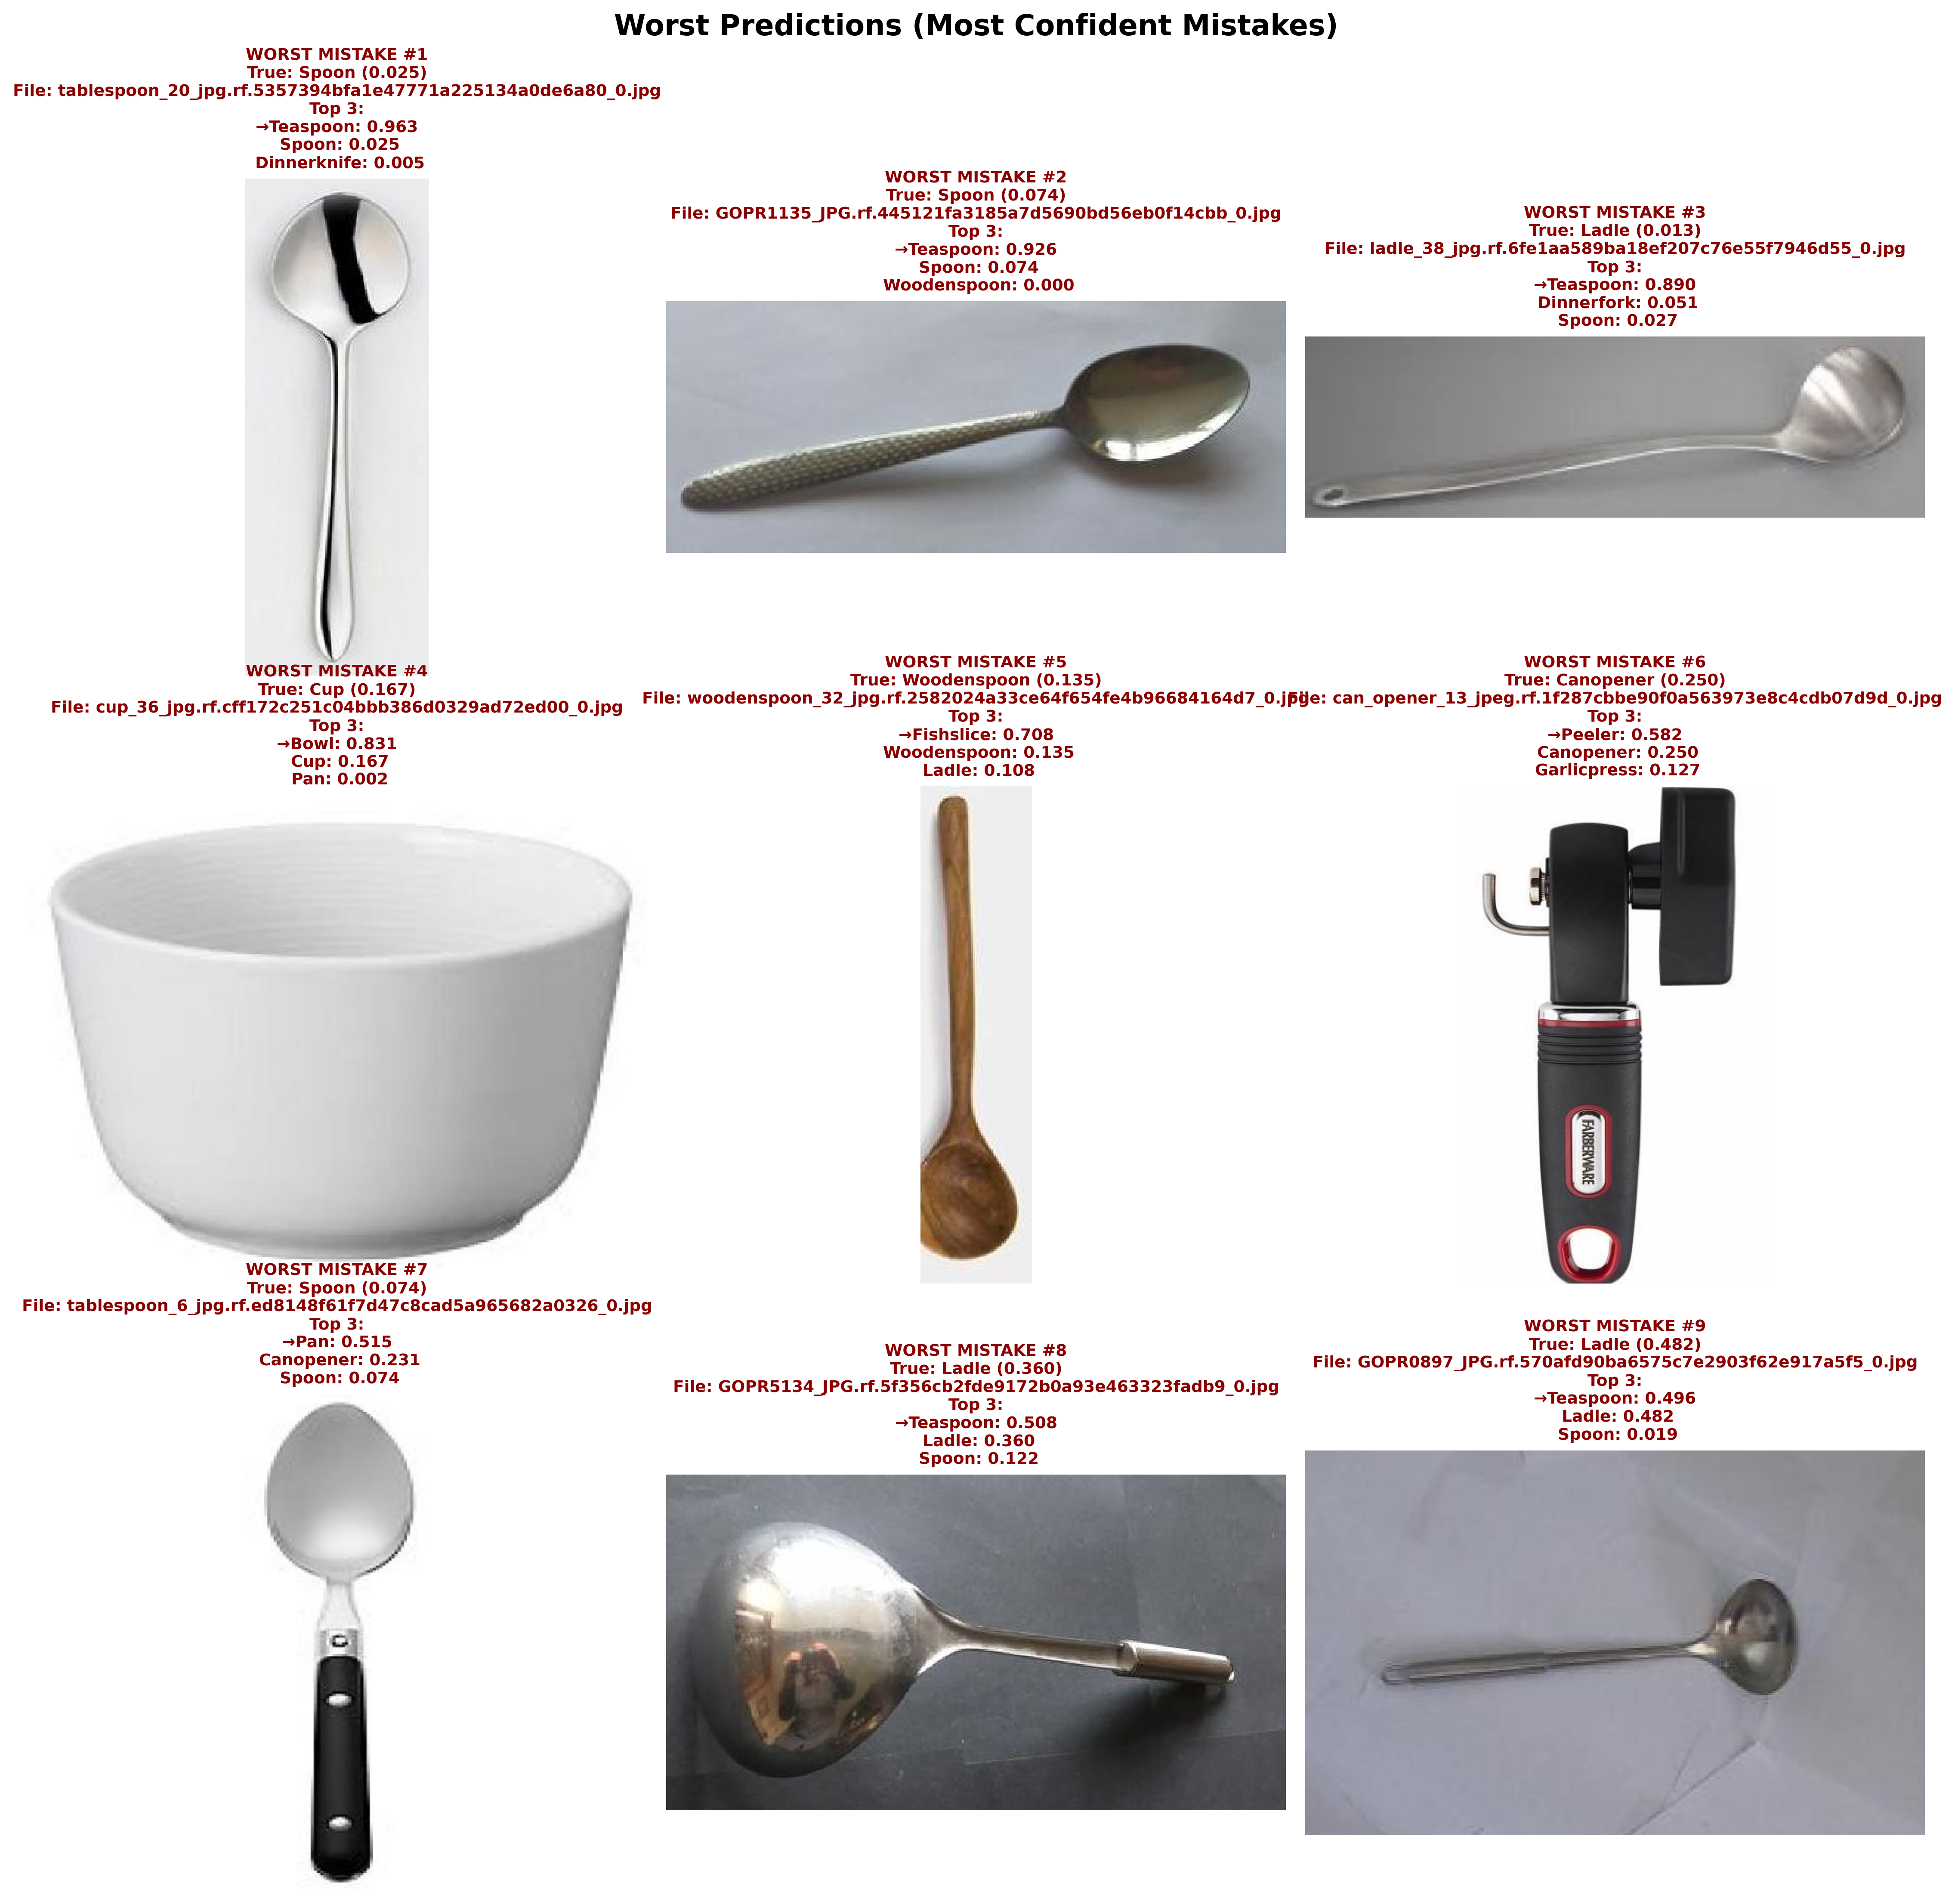 Worst Predictions (Most Confident Mistakes)
WORST MISTAKE #1
True: Spoon (0.025)
File: tablespoon_20_jpg.rf.5357394bfa1e47771a225134a0de6a80_0.jpg
Top 3:
→Teaspoon: 0.963
Spoon: 0.025
Dinnerknife: 0.005
WORST MISTAKE #2
True: Spoon (0.074)
File: GOPR1135_JPG.rf.445121fa3185a7d5690bd56eb0f14cbb_0.jpg
Top 3:
→Teaspoon: 0.926
Spoon: 0.074
Woodenspoon: 0.000
WORST MISTAKE #3
True: Ladle (0.013)
File: ladle_38_jpg.rf.6fe1aa589ba18ef207c76e55f7946d55_0.jpg
Top 3:
→Teaspoon: 0.890
Dinnerfork: 0.051
Spoon: 0.027
WORST MISTAKE #4
True: Cup (0.167)
File: cup_36_jpg.rf.cff172c251c04bbb386d0329ad72ed00_0.jpg
Top 3:
→Bowl: 0.831
Cup: 0.167
Pan: 0.002
WORST MISTAKE #5
True: Woodenspoon (0.135)
File: woodenspoon_32_jpg.rf.2582024a33ce64f654fe4b96684164d7_0.jpg
Top 3:
→Fishslice: 0.708
Woodenspoon: 0.135
Ladle: 0.108
WORST MISTAKE #6
True: Canopener (0.250)
File: can_opener_13_jpeg.rf.1f287cbbe90f0a563973e8c4cdb07d9d_0.jpg
Top 3:
→Peeler: 0.582
Canopener: 0.250
Garlicpress: 0.127
FARBERWARE
WORST MISTAKE #7
True: Spoon (0.074)
File: tablespoon_6_jpg.rf.ed8148f61f7d47c8cad5a965682a0326_0.jpg
Top 3:
→Pan: 0.515
Canopener: 0.231
Spoon: 0.074
WORST MISTAKE #8
True: Ladle (0.360)
File: GOPR5134_JPG.rf.5f356cb2fde9172b0a93e463323fadb9_0.jpg
Top 3:
→Teaspoon: 0.508
Ladle: 0.360
Spoon: 0.122
WORST MISTAKE #9
True: Ladle (0.482)
File: GOPR0897_JPG.rf.570afd90ba6575c7e2903f62e917a5f5_0.jpg
Top 3:
→Teaspoon: 0.496
Ladle: 0.482
Spoon: 0.019